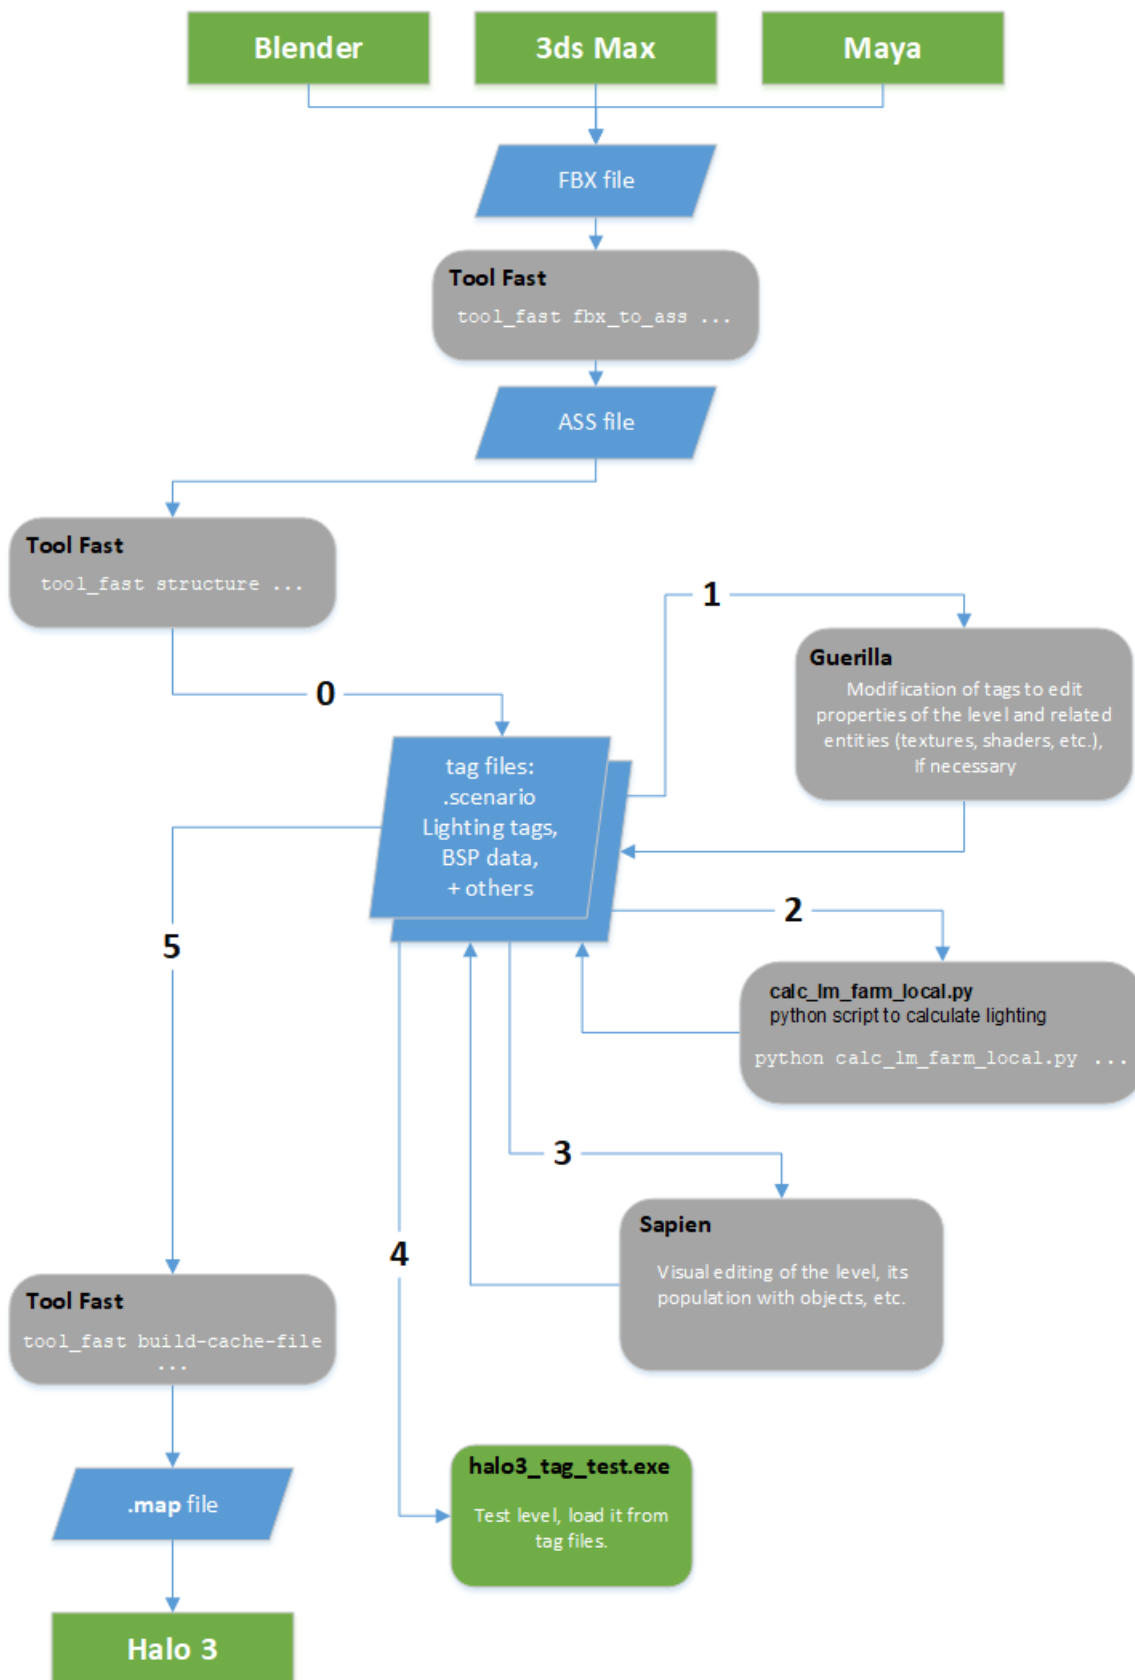 Blender
3ds Max
Maya
FBX file
Tool Fast
tool_fast fbx_to_ass ...
ASS file
Tool Fast
tool_fast structure ...
0
1
Guerilla
Modification of tags to edit
properties of the level and related
entities (textures, shaders, etc.),
If necessary
tag files:
.scenario
Lighting tags,
BSP data,
+ others
2
calc_lm_farm_local.py
python script to calculate lighting
python calc_lm_farm_local.py ...
3
Sapien
Visual editing of the level, its
population with objects, etc.
4
halo3_tag_test.exe
Test level, load it from
tag files.
5
Tool Fast
tool_fast build-cache-file
...
.map file
Halo 3